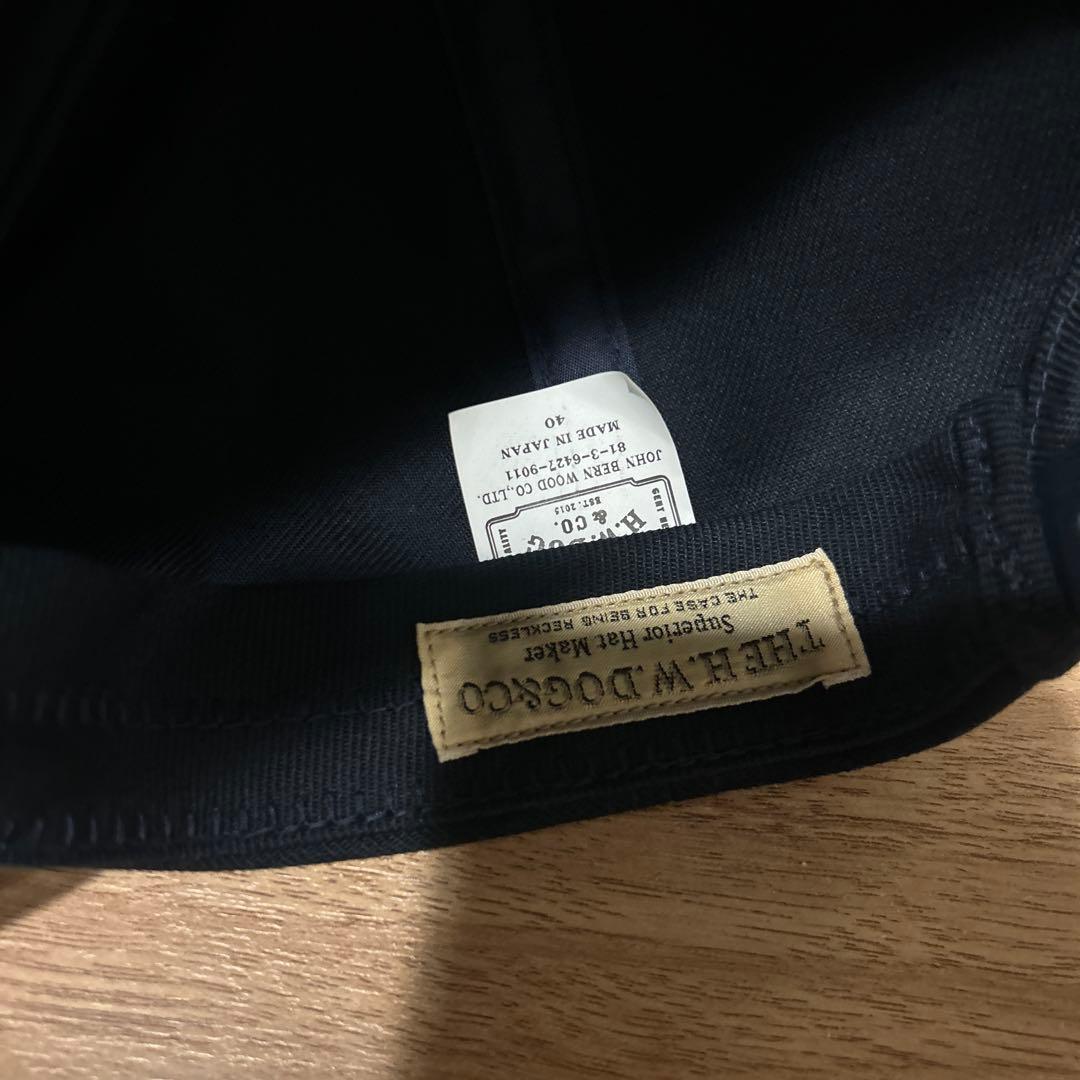 THE H.W.DOG&CO
Superior Hat Maker
THE CASE FOR BEING RECKLESS
H.W.DOG
& CO.
EST. 2015
JOHN BERN WOOD CO.,LTD.
81-3-6427-9011
MADE IN JAPAN
40